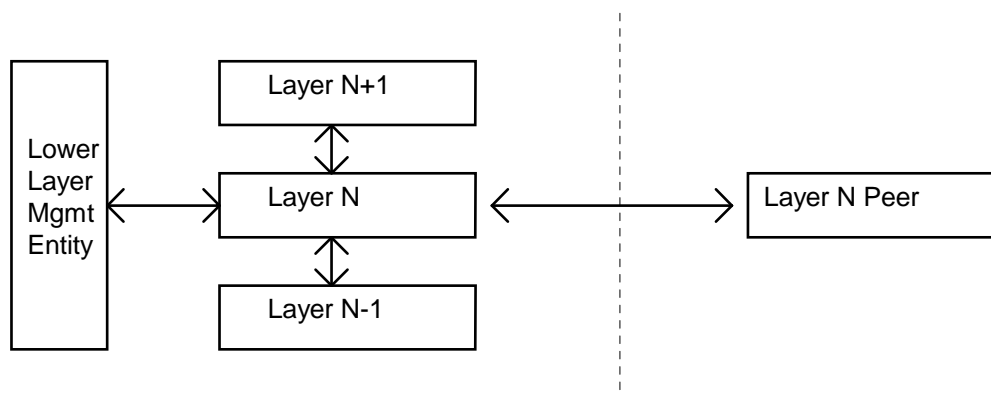 Layer N+1
Lower
Layer
Mgmt
Entity
Layer N
Layer N Peer
Layer N-1